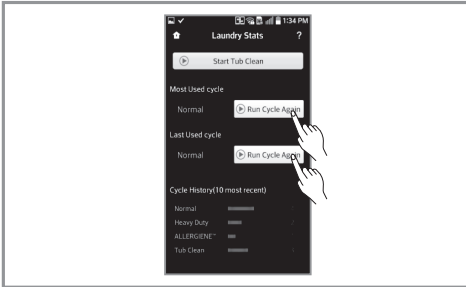 1:34 PM
Laundry Stats ?
Start Tub Clean
Most Used cycle
Normal Run Cycle Again
Last Used cycle
Normal Run Cycle Again
Cycle History(10 most recent)
Normal
Heavy Duty
ALLERGIENE™
Tub Clean